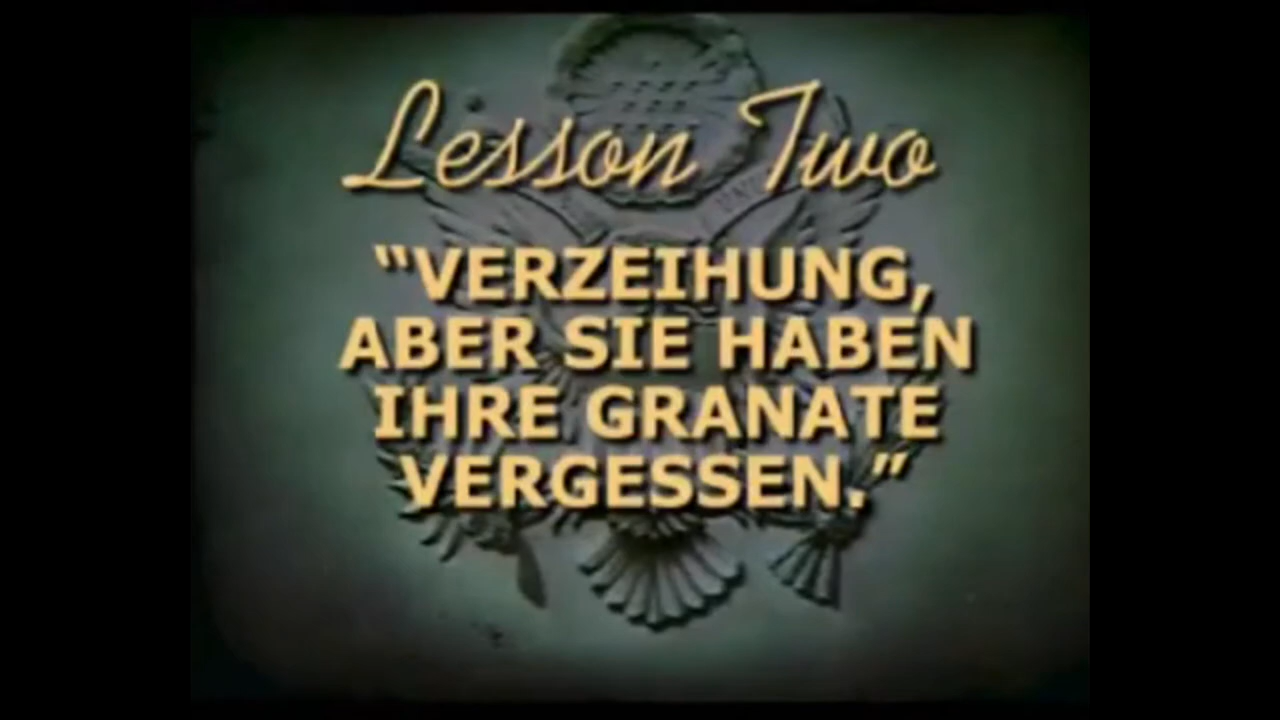 Lesson Two
“VERZEIHUNG,
ABER SIE HABEN
IHRE GRANATE
VERGESSEN.”